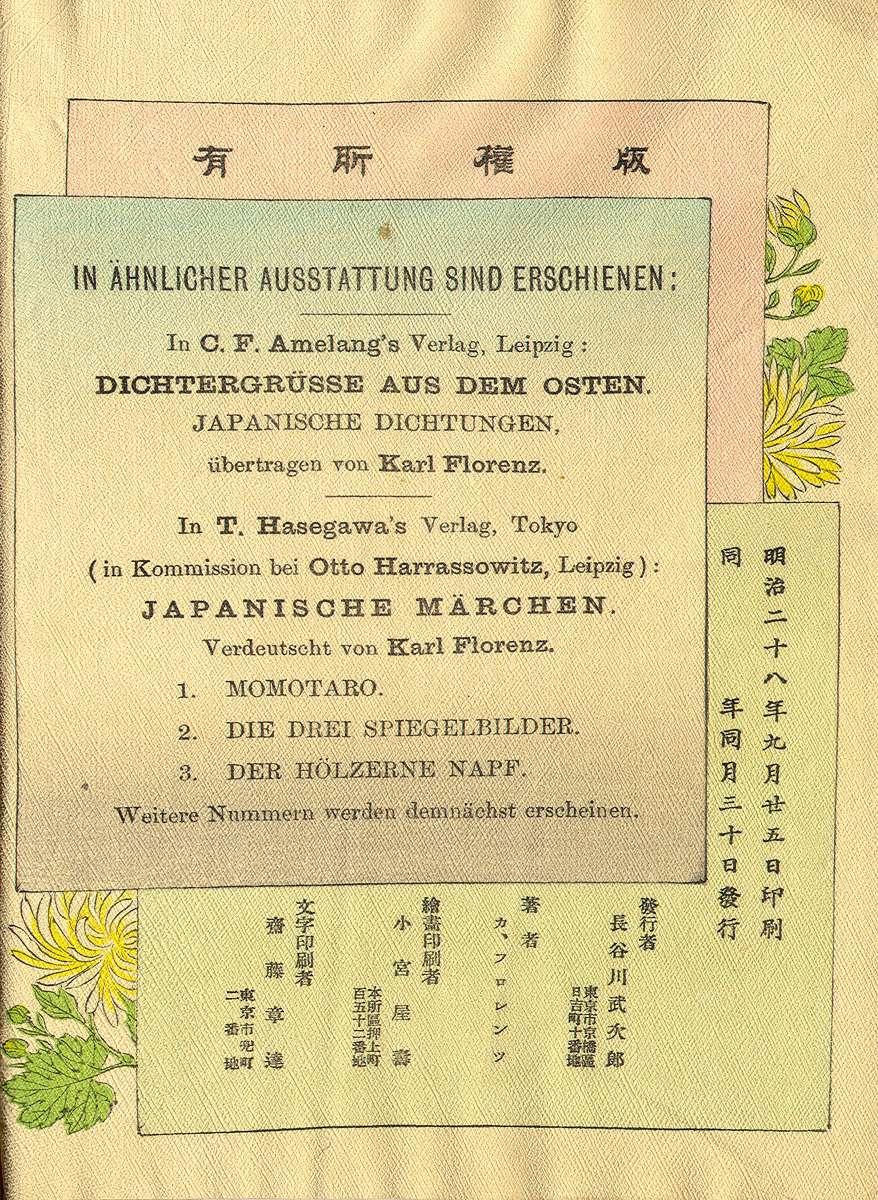 版權所有
IN ÄHNLICHER AUSSTATTUNG SIND ERSCHIENEN:
In C. F. Amelang's Verlag, Leipzig:
DICHTERGRÜSSE AUS DEM OSTEN.
JAPANISCHE DICHTUNGEN,
übertragen von Karl Florenz.
In T. Hasegawa's Verlag, Tokyo
(in Kommission bei Otto Harrassowitz, Leipzig):
JAPANISCHE MÄRCHEN.
Verdeutscht von Karl Florenz.
1. MOMOTARO.
2. DIE DREI SPIEGELBILDER.
3. DER HÖLZERNE NAPF.
Weitere Nummern werden demnächst erscheinen.
明治二十八年九月廿五日印刷
同年同月三十日發行
發行者
長谷川武次郎
東京市京橋區
日吉町十番地
著者
カ、フロレンツ
繪畫印刷者
小宮屋壽
本所區押上町
百五十二番地
文字印刷者
齋藤章達
東京市兜町
二番地